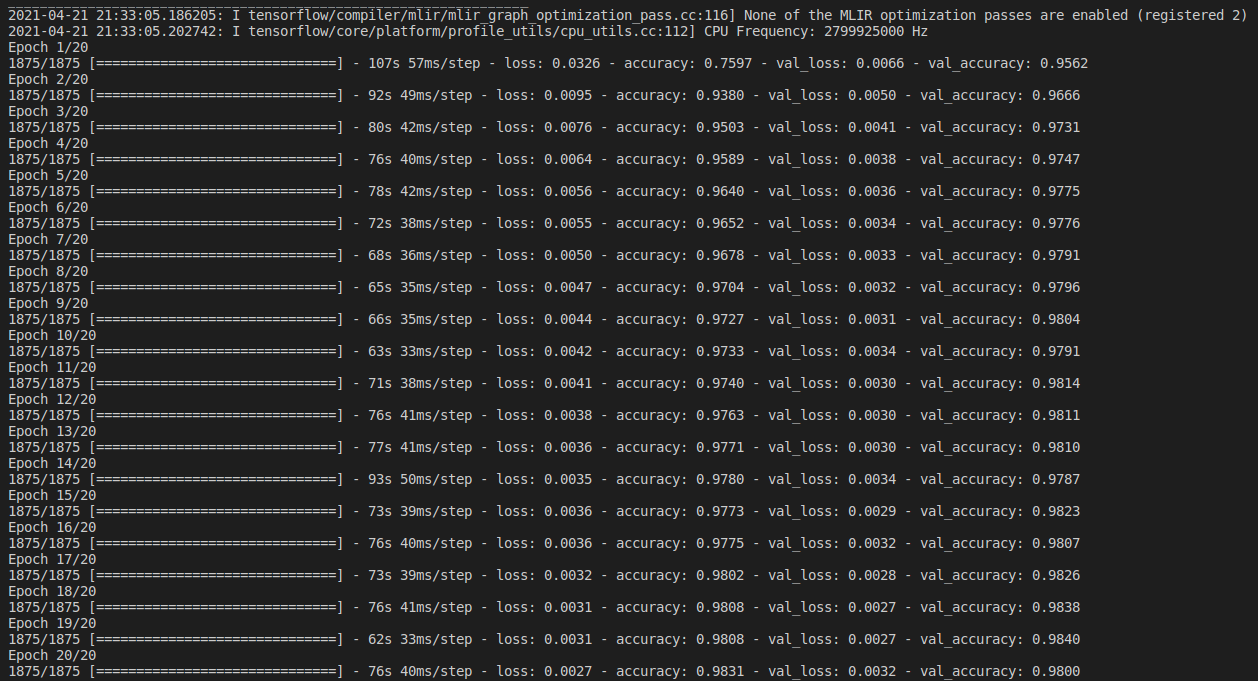 2021-04-21 21:33:05.186205: I tensorflow/compiler/mlir/mlir_graph_optimization_pass.cc:116] None of the MLIR optimization passes are enabled (registered 2)
2021-04-21 21:33:05.202742: I tensorflow/core/platform/profile_utils/cpu_utils.cc:112] CPU Frequency: 2799925000 Hz
Epoch 1/20
1875/1875 [==============================] - 107s 57ms/step - loss: 0.0326 - accuracy: 0.7597 - val_loss: 0.0066 - val_accuracy: 0.9562
Epoch 2/20
1875/1875 [==============================] - 92s 49ms/step - loss: 0.0095 - accuracy: 0.9380 - val_loss: 0.0050 - val_accuracy: 0.9666
Epoch 3/20
1875/1875 [==============================] - 80s 42ms/step - loss: 0.0076 - accuracy: 0.9503 - val_loss: 0.0041 - val_accuracy: 0.9731
Epoch 4/20
1875/1875 [==============================] - 76s 40ms/step - loss: 0.0064 - accuracy: 0.9589 - val_loss: 0.0038 - val_accuracy: 0.9747
Epoch 5/20
1875/1875 [==============================] - 78s 42ms/step - loss: 0.0056 - accuracy: 0.9640 - val_loss: 0.0036 - val_accuracy: 0.9775
Epoch 6/20
1875/1875 [==============================] - 72s 38ms/step - loss: 0.0055 - accuracy: 0.9652 - val_loss: 0.0034 - val_accuracy: 0.9776
Epoch 7/20
1875/1875 [==============================] - 68s 36ms/step - loss: 0.0050 - accuracy: 0.9678 - val_loss: 0.0033 - val_accuracy: 0.9791
Epoch 8/20
1875/1875 [==============================] - 65s 35ms/step - loss: 0.0047 - accuracy: 0.9704 - val_loss: 0.0032 - val_accuracy: 0.9796
Epoch 9/20
1875/1875 [==============================] - 66s 35ms/step - loss: 0.0044 - accuracy: 0.9727 - val_loss: 0.0031 - val_accuracy: 0.9804
Epoch 10/20
1875/1875 [==============================] - 63s 33ms/step - loss: 0.0042 - accuracy: 0.9733 - val_loss: 0.0034 - val_accuracy: 0.9791
Epoch 11/20
1875/1875 [==============================] - 71s 38ms/step - loss: 0.0041 - accuracy: 0.9740 - val_loss: 0.0030 - val_accuracy: 0.9814
Epoch 12/20
1875/1875 [==============================] - 76s 41ms/step - loss: 0.0038 - accuracy: 0.9763 - val_loss: 0.0030 - val_accuracy: 0.9811
Epoch 13/20
1875/1875 [==============================] - 77s 41ms/step - loss: 0.0036 - accuracy: 0.9771 - val_loss: 0.0030 - val_accuracy: 0.9810
Epoch 14/20
1875/1875 [==============================] - 93s 50ms/step - loss: 0.0035 - accuracy: 0.9780 - val_loss: 0.0034 - val_accuracy: 0.9787
Epoch 15/20
1875/1875 [==============================] - 73s 39ms/step - loss: 0.0036 - accuracy: 0.9773 - val_loss: 0.0029 - val_accuracy: 0.9823
Epoch 16/20
1875/1875 [==============================] - 76s 40ms/step - loss: 0.0036 - accuracy: 0.9775 - val_loss: 0.0032 - val_accuracy: 0.9807
Epoch 17/20
1875/1875 [==============================] - 73s 39ms/step - loss: 0.0032 - accuracy: 0.9802 - val_loss: 0.0028 - val_accuracy: 0.9826
Epoch 18/20
1875/1875 [==============================] - 76s 41ms/step - loss: 0.0031 - accuracy: 0.9808 - val_loss: 0.0027 - val_accuracy: 0.9838
Epoch 19/20
1875/1875 [==============================] - 62s 33ms/step - loss: 0.0031 - accuracy: 0.9808 - val_loss: 0.0027 - val_accuracy: 0.9840
Epoch 20/20
1875/1875 [==============================] - 76s 40ms/step - loss: 0.0027 - accuracy: 0.9831 - val_loss: 0.0032 - val_accuracy: 0.9800